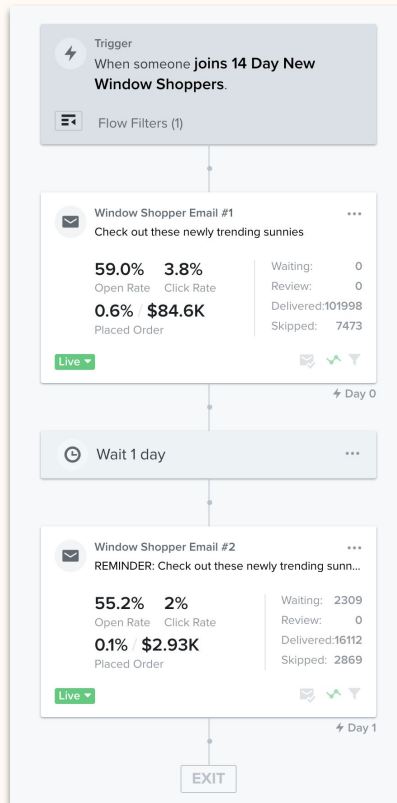 Trigger
When someone joins 14 Day New
Window Shoppers.
Flow Filters (1)
Window Shopper Email #1
Check out these newly trending sunnies
59.0% 3.8%
Open Rate Click Rate
0.6% / $84.6K
Placed Order
Waiting: 0
Review: 0
Delivered:101998
Skipped: 7473
Live
Day 0
Wait 1 day
Window Shopper Email #2
REMINDER: Check out these newly trending sunn...
55.2% 2%
Open Rate Click Rate
0.1% / $2.93K
Placed Order
Waiting: 2309
Review: 0
Delivered:16112
Skipped: 2869
Live
Day 1
EXIT